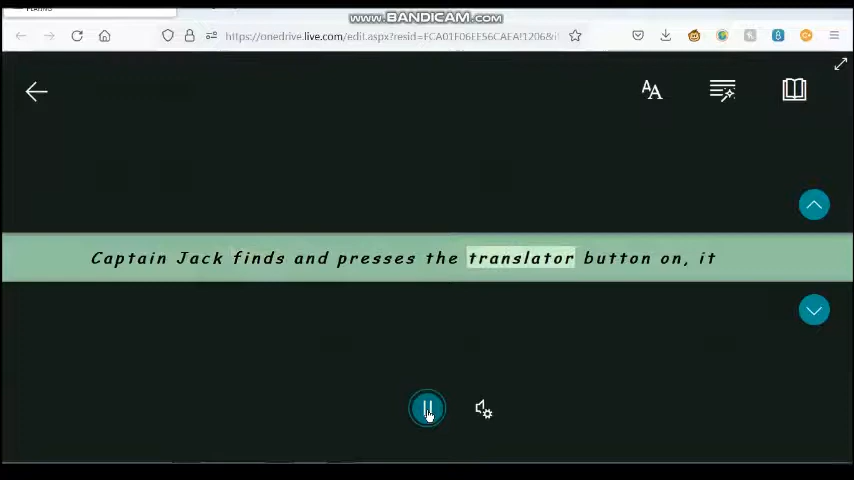 www.BANDICAM.com
https://onedrive.live.com/edit.aspx?resid=FCA01F06EE56CAEA!1206&i
AA
Captain Jack finds and presses the translator button on, it